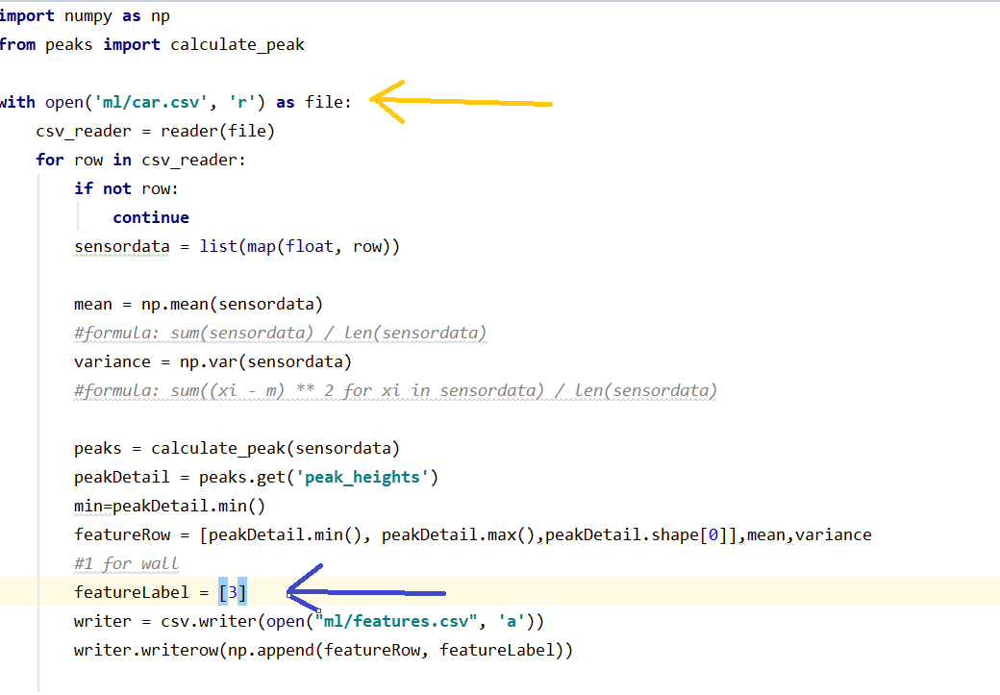 import numpy as np
from peaks import calculate_peak
with open('ml/car.csv', 'r') as file:
csv_reader = reader(file)
for row in csv_reader:
if not row:
continue
sensordata = list(map(float, row))
mean = np.mean(sensordata)
#formula: sum(sensordata) / len(sensordata)
variance = np.var(sensordata)
#formula: sum((xi - m) ** 2 for xi in sensordata) / len(sensordata)
peaks = calculate_peak(sensordata)
peakDetail = peaks.get('peak_heights')
min=peakDetail.min()
featureRow = [peakDetail.min(), peakDetail.max(),peakDetail.shape[0]],mean,variance
#1 for wall
featureLabel = [3]
writer = csv.writer(open("ml/features.csv", 'a'))
writer.writerow(np.append(featureRow, featureLabel))